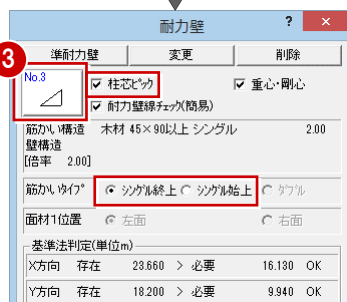 耐力壁 ? ×
準耐力壁 変更 削除
3
No.3
柱芯ピック 重心・剛心
耐力壁線チェック(簡易)
筋かい構造 木材 45×90以上 シングル 2.00
壁構造
[倍率 2.00]
筋かいタイプ シングル終上 シングル始上 ダブル
面材1位置 左面 右面
基準法判定(単位m)
X方向 存在 23.660 > 必要 16.130 OK
Y方向 存在 18.200 > 必要 9.940 OK